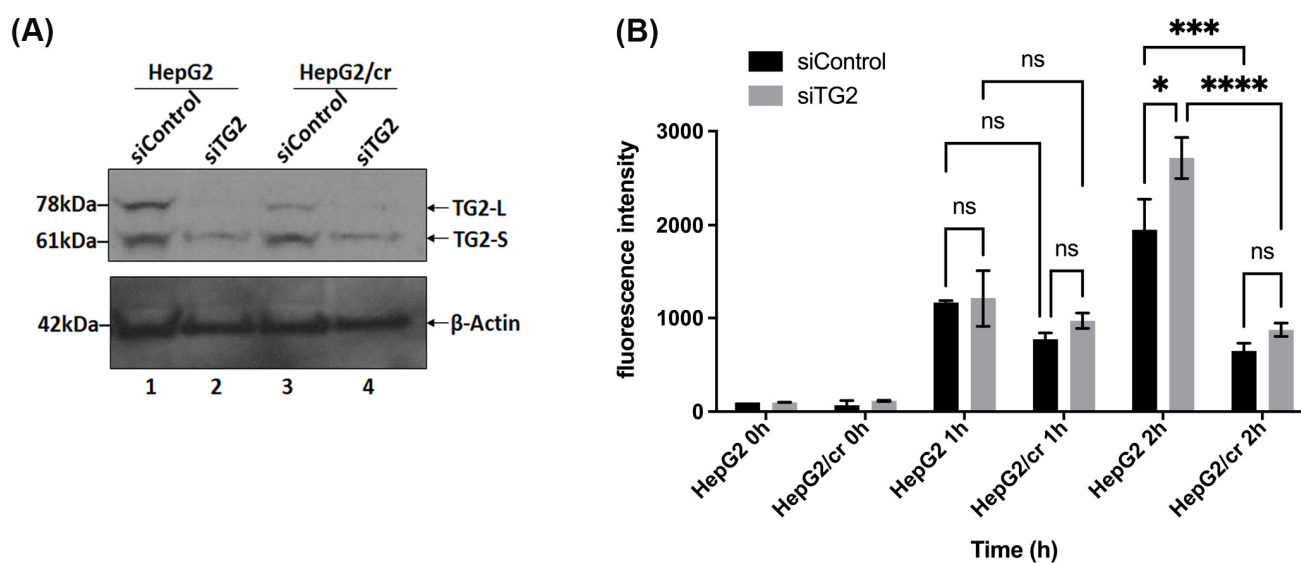 (A)
HepG2
HepG2/cr
siControl
siTG2
siControl
siTG2
78kDa
TG2-L
61kDa
TG2-S
42kDa
β-Actin
1 2 3 4
(B)
siControl
siTG2
fluorescence intensity
3000
2000
1000
0
ns
ns
ns
ns
***
*
****
ns
HepG2 0h
HepG2/cr 0h
HepG2 1h
HepG2/cr 1h
HepG2 2h
HepG2/cr 2h
Time (h)